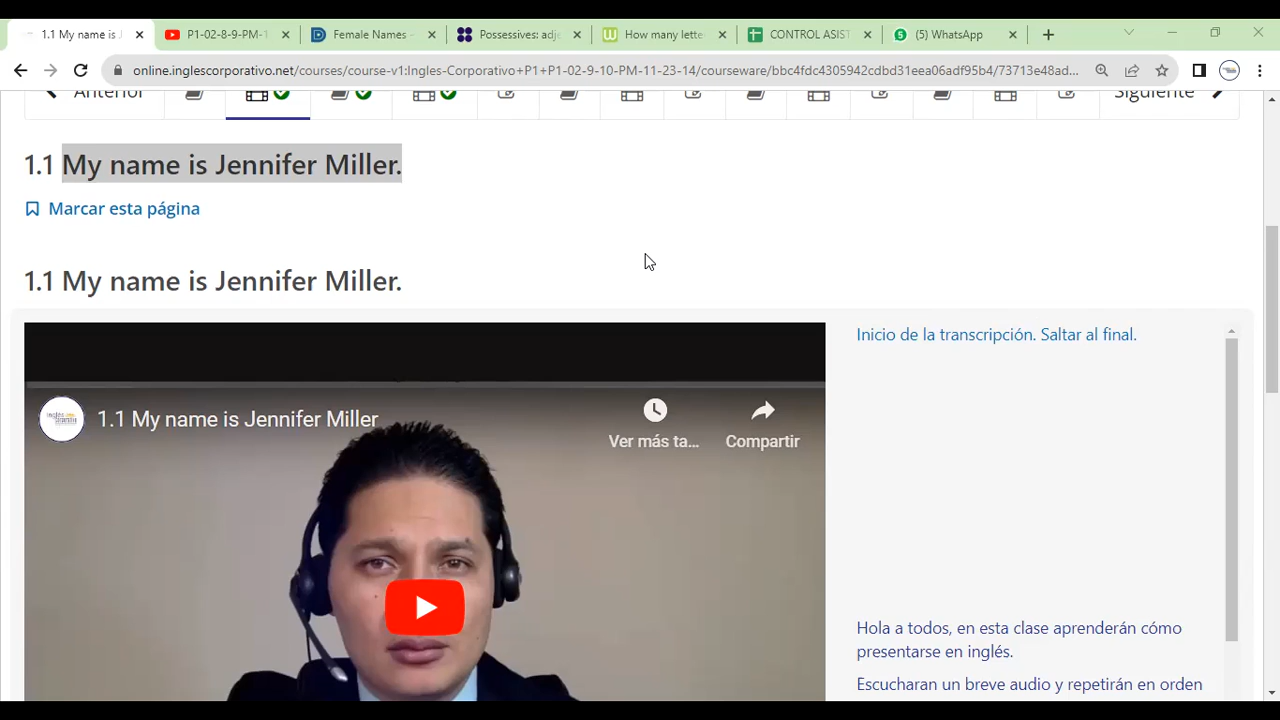 1.1 My name is J
P1-02-8-9-PM-1
Female Names -
Possessives: adje
How many lette
CONTROL ASIST
(5) WhatsApp
online.inglescorporativo.net/courses/course-v1:Ingles-Corporativo+P1+P1-02-9-10-PM-11-23-14/courseware/bbc4fdc4305942cdbd31eea06adf95b4/73713e48ad...
Anterior
Siguiente
1.1 My name is Jennifer Miller.
Marcar esta página
1.1 My name is Jennifer Miller.
1.1 My name is Jennifer Miller
Ver más ta...
Compartir
Inicio de la transcripción. Saltar al final.
Hola a todos, en esta clase aprenderán cómo
presentarse en inglés.
Escucharan un breve audio y repetirán en orden